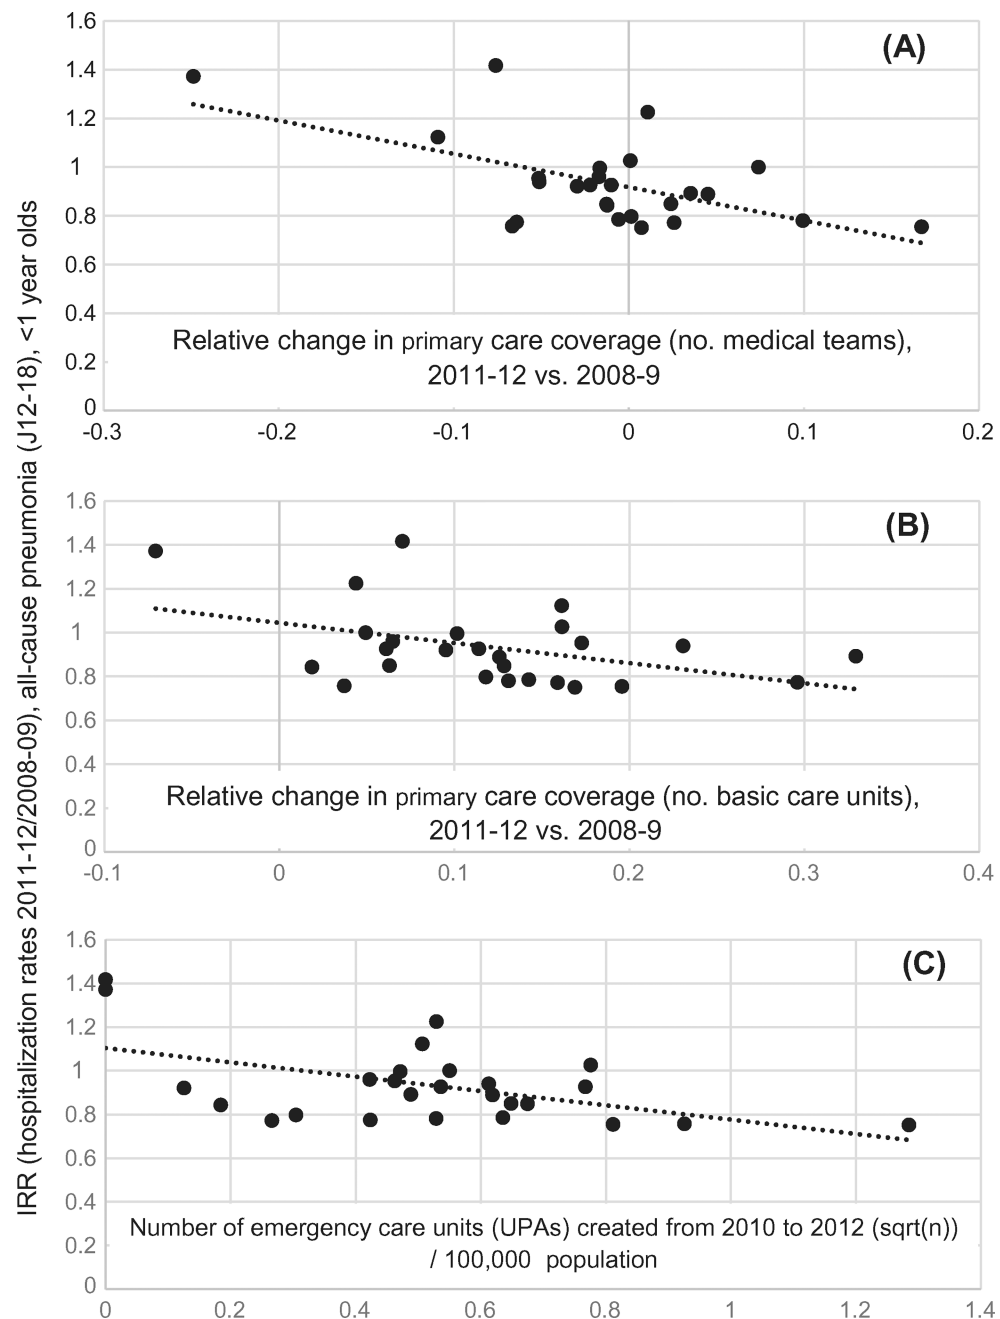 IRR (hospitalization rates 2011-12/2008-09), all-cause pneumonia (J12-18), <1 year olds
(A)
1.6
1.4
1.2
1
0.8
0.6
0.4
0.2
0
Relative change in primary care coverage (no. medical teams),
2011-12 vs. 2008-9
-0.3 -0.2 -0.1 0 0.1 0.2
(B)
1.6
1.4
1.2
1
0.8
0.6
0.4
0.2
0
Relative change in primary care coverage (no. basic care units),
2011-12 vs. 2008-9
-0.1 0 0.1 0.2 0.3 0.4
(C)
1.6
1.4
1.2
1
0.8
0.6
0.4
0.2
0
Number of emergency care units (UPAs) created from 2010 to 2012 (sqrt(n))
/ 100,000 population
0 0.2 0.4 0.6 0.8 1 1.2 1.4